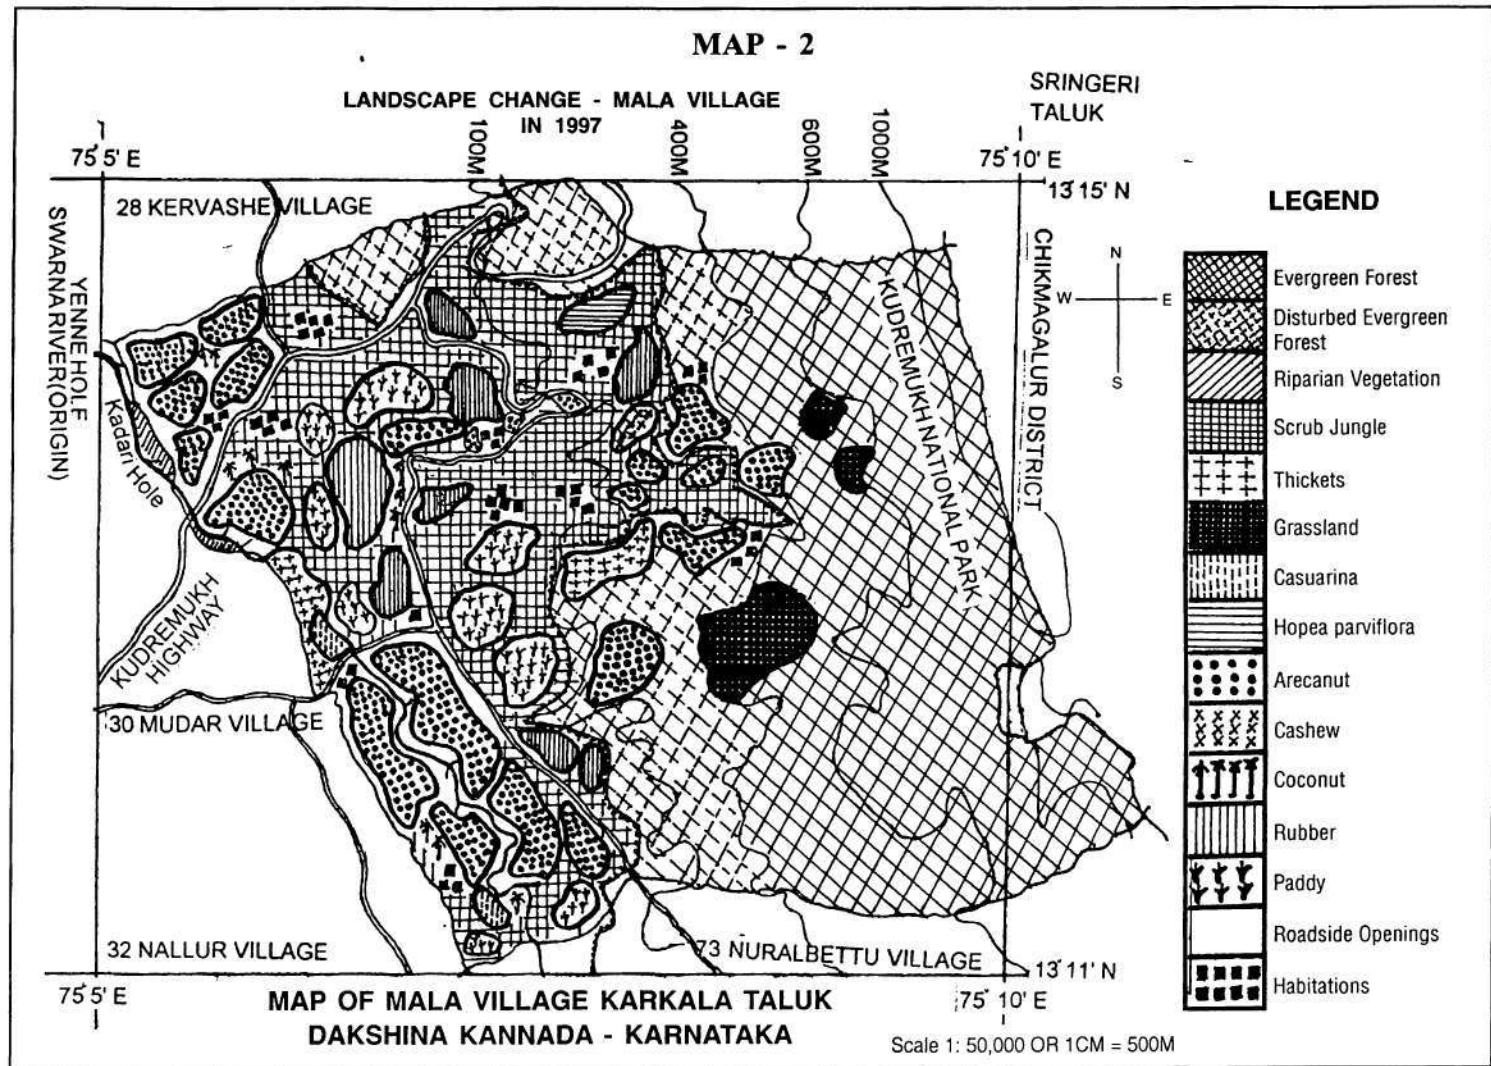 MAP - 2
LANDSCAPE CHANGE - MALA VILLAGE
IN 1997
SRINGERI
TALUK
100M
400M
600M
1000M
75° 5' E
75° 10' E
13° 15' N
28 KERVASHE VILLAGE
YENNE HOLE
SWARNA RIVER(ORIGIN)
Kadari Hole
KUDREMUKH NATIONAL PARK
CHIKMAGALUR DISTRICT
N
W
E
S
KUDREMUKH
HIGHWAY
30 MUDAR VILLAGE
32 NALLUR VILLAGE
73 NURALBETTU VILLAGE
13° 11' N
75° 5' E
75° 10' E
MAP OF MALA VILLAGE KARKALA TALUK
DAKSHINA KANNADA - KARNATAKA
Scale 1: 50,000 OR 1CM = 500M
LEGEND
Evergreen Forest
Disturbed Evergreen
Forest
Riparian Vegetation
Scrub Jungle
Thickets
Grassland
Casuarina
Hopea parviflora
Arecanut
Cashew
Coconut
Rubber
Paddy
Roadside Openings
Habitations